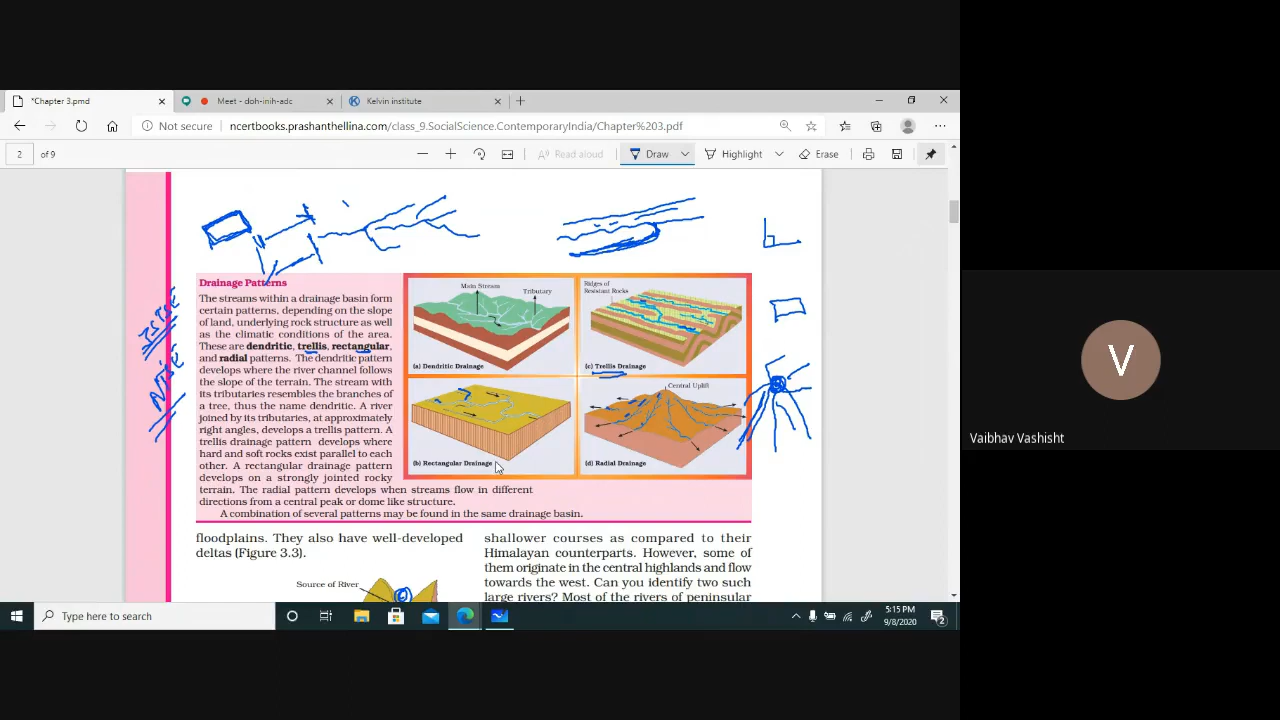 *Chapter 3.pmd
Meet - doh-inih-adc
Kelvin institute
Not secure
ncertbooks.prashanthellina.com/class_9.SocialScience.ContemporaryIndia/Chapter%203.pdf
2 of 9
Read aloud
Draw
Highlight
Erase
Drainage Patterns
The streams within a drainage basin form
certain patterns, depending on the slope
of land, underlying rock structure as well
as the climatic conditions of the area.
These are dendritic, trellis, rectangular,
and radial patterns. The dendritic pattern
develops where the river channel follows
the slope of the terrain. The stream with
its tributaries resembles the branches of
a tree, thus the name dendritic. A river
joined by its tributaries, at approximately
right angles, develops a trellis pattern. A
trellis drainage pattern develops where
hard and soft rocks exist parallel to each
other. A rectangular drainage pattern
develops on a strongly jointed rocky
terrain. The radial pattern develops when streams flow in different
directions from a central peak or dome like structure.
A combination of several patterns may be found in the same drainage basin.
Main Stream
Tributary
(a) Dendritic Drainage
Ridges of
Resistant Rocks
(c) Trellis Drainage
(b) Rectangular Drainage
Central Uplift
(d) Radial Drainage
floodplains. They also have well-developed
deltas (Figure 3.3).
Source of River
shallower courses as compared to their
Himalayan counterparts. However, some of
them originate in the central highlands and flow
towards the west. Can you identify two such
large rivers? Most of the rivers of peninsular
Type here to search
5:15 PM
9/8/2020
2
V
Vaibhav Vashisht